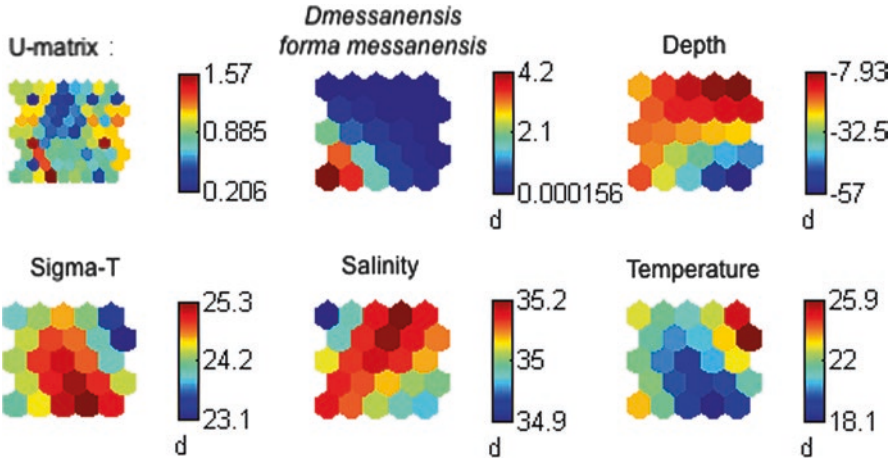 U-matrix :
1.57
0.885
0.206
Dmessanensis
forma messanensis
4.2
2.1
0.000156
d
Depth
-7.93
-32.5
-57
d
Sigma-T
25.3
24.2
23.1
d
Salinity
35.2
35
34.9
d
Temperature
25.9
22
18.1
d